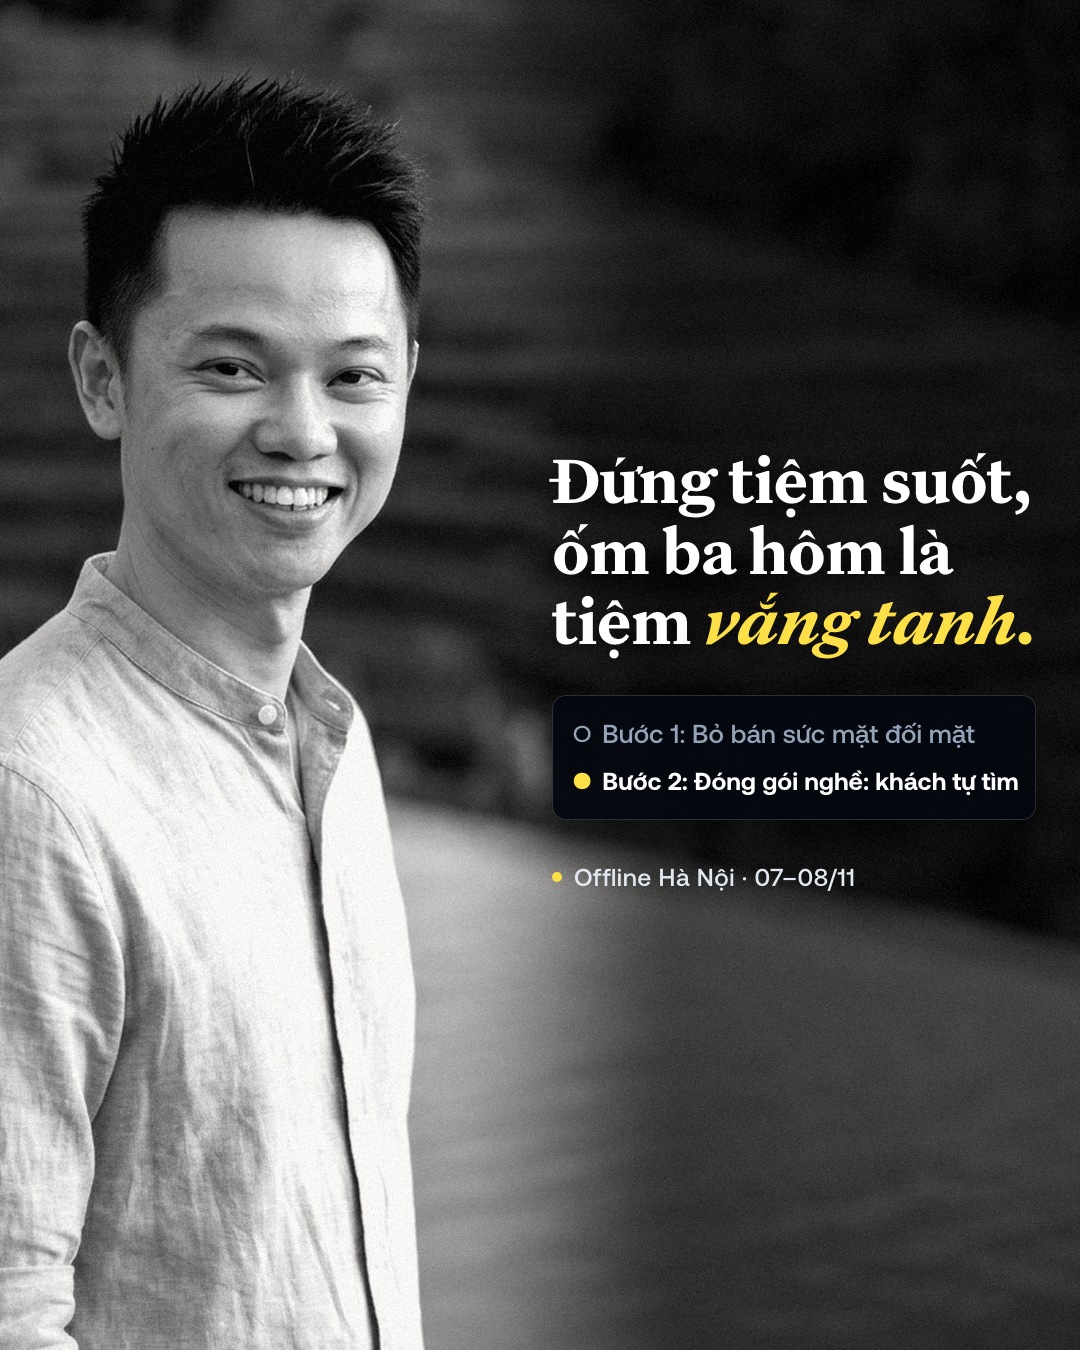 Đứng tiệm suốt,
ốm ba hôm là
tiệm vắng tanh.
Bước 1: Bỏ bán sức mặt đối mặt
Bước 2: Đóng gói nghề: khách tự tìm
Offline Hà Nội · 07–08/11